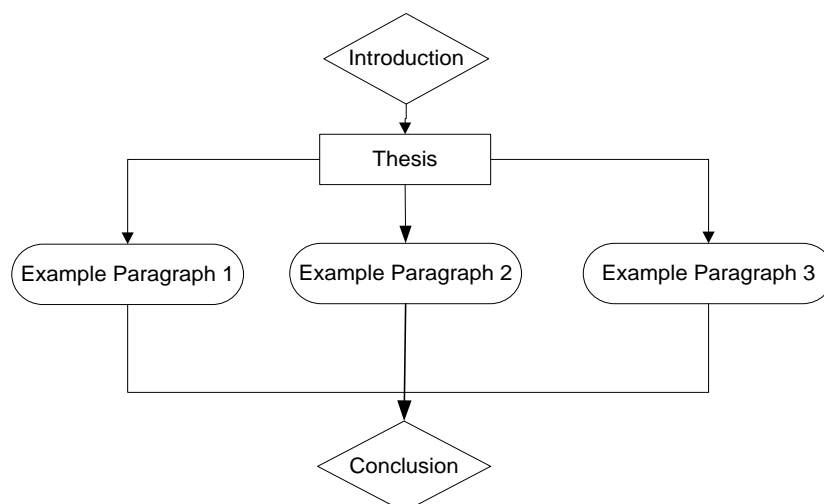 Introduction
Thesis
Example Paragraph 1
Example Paragraph 2
Example Paragraph 3
Conclusion